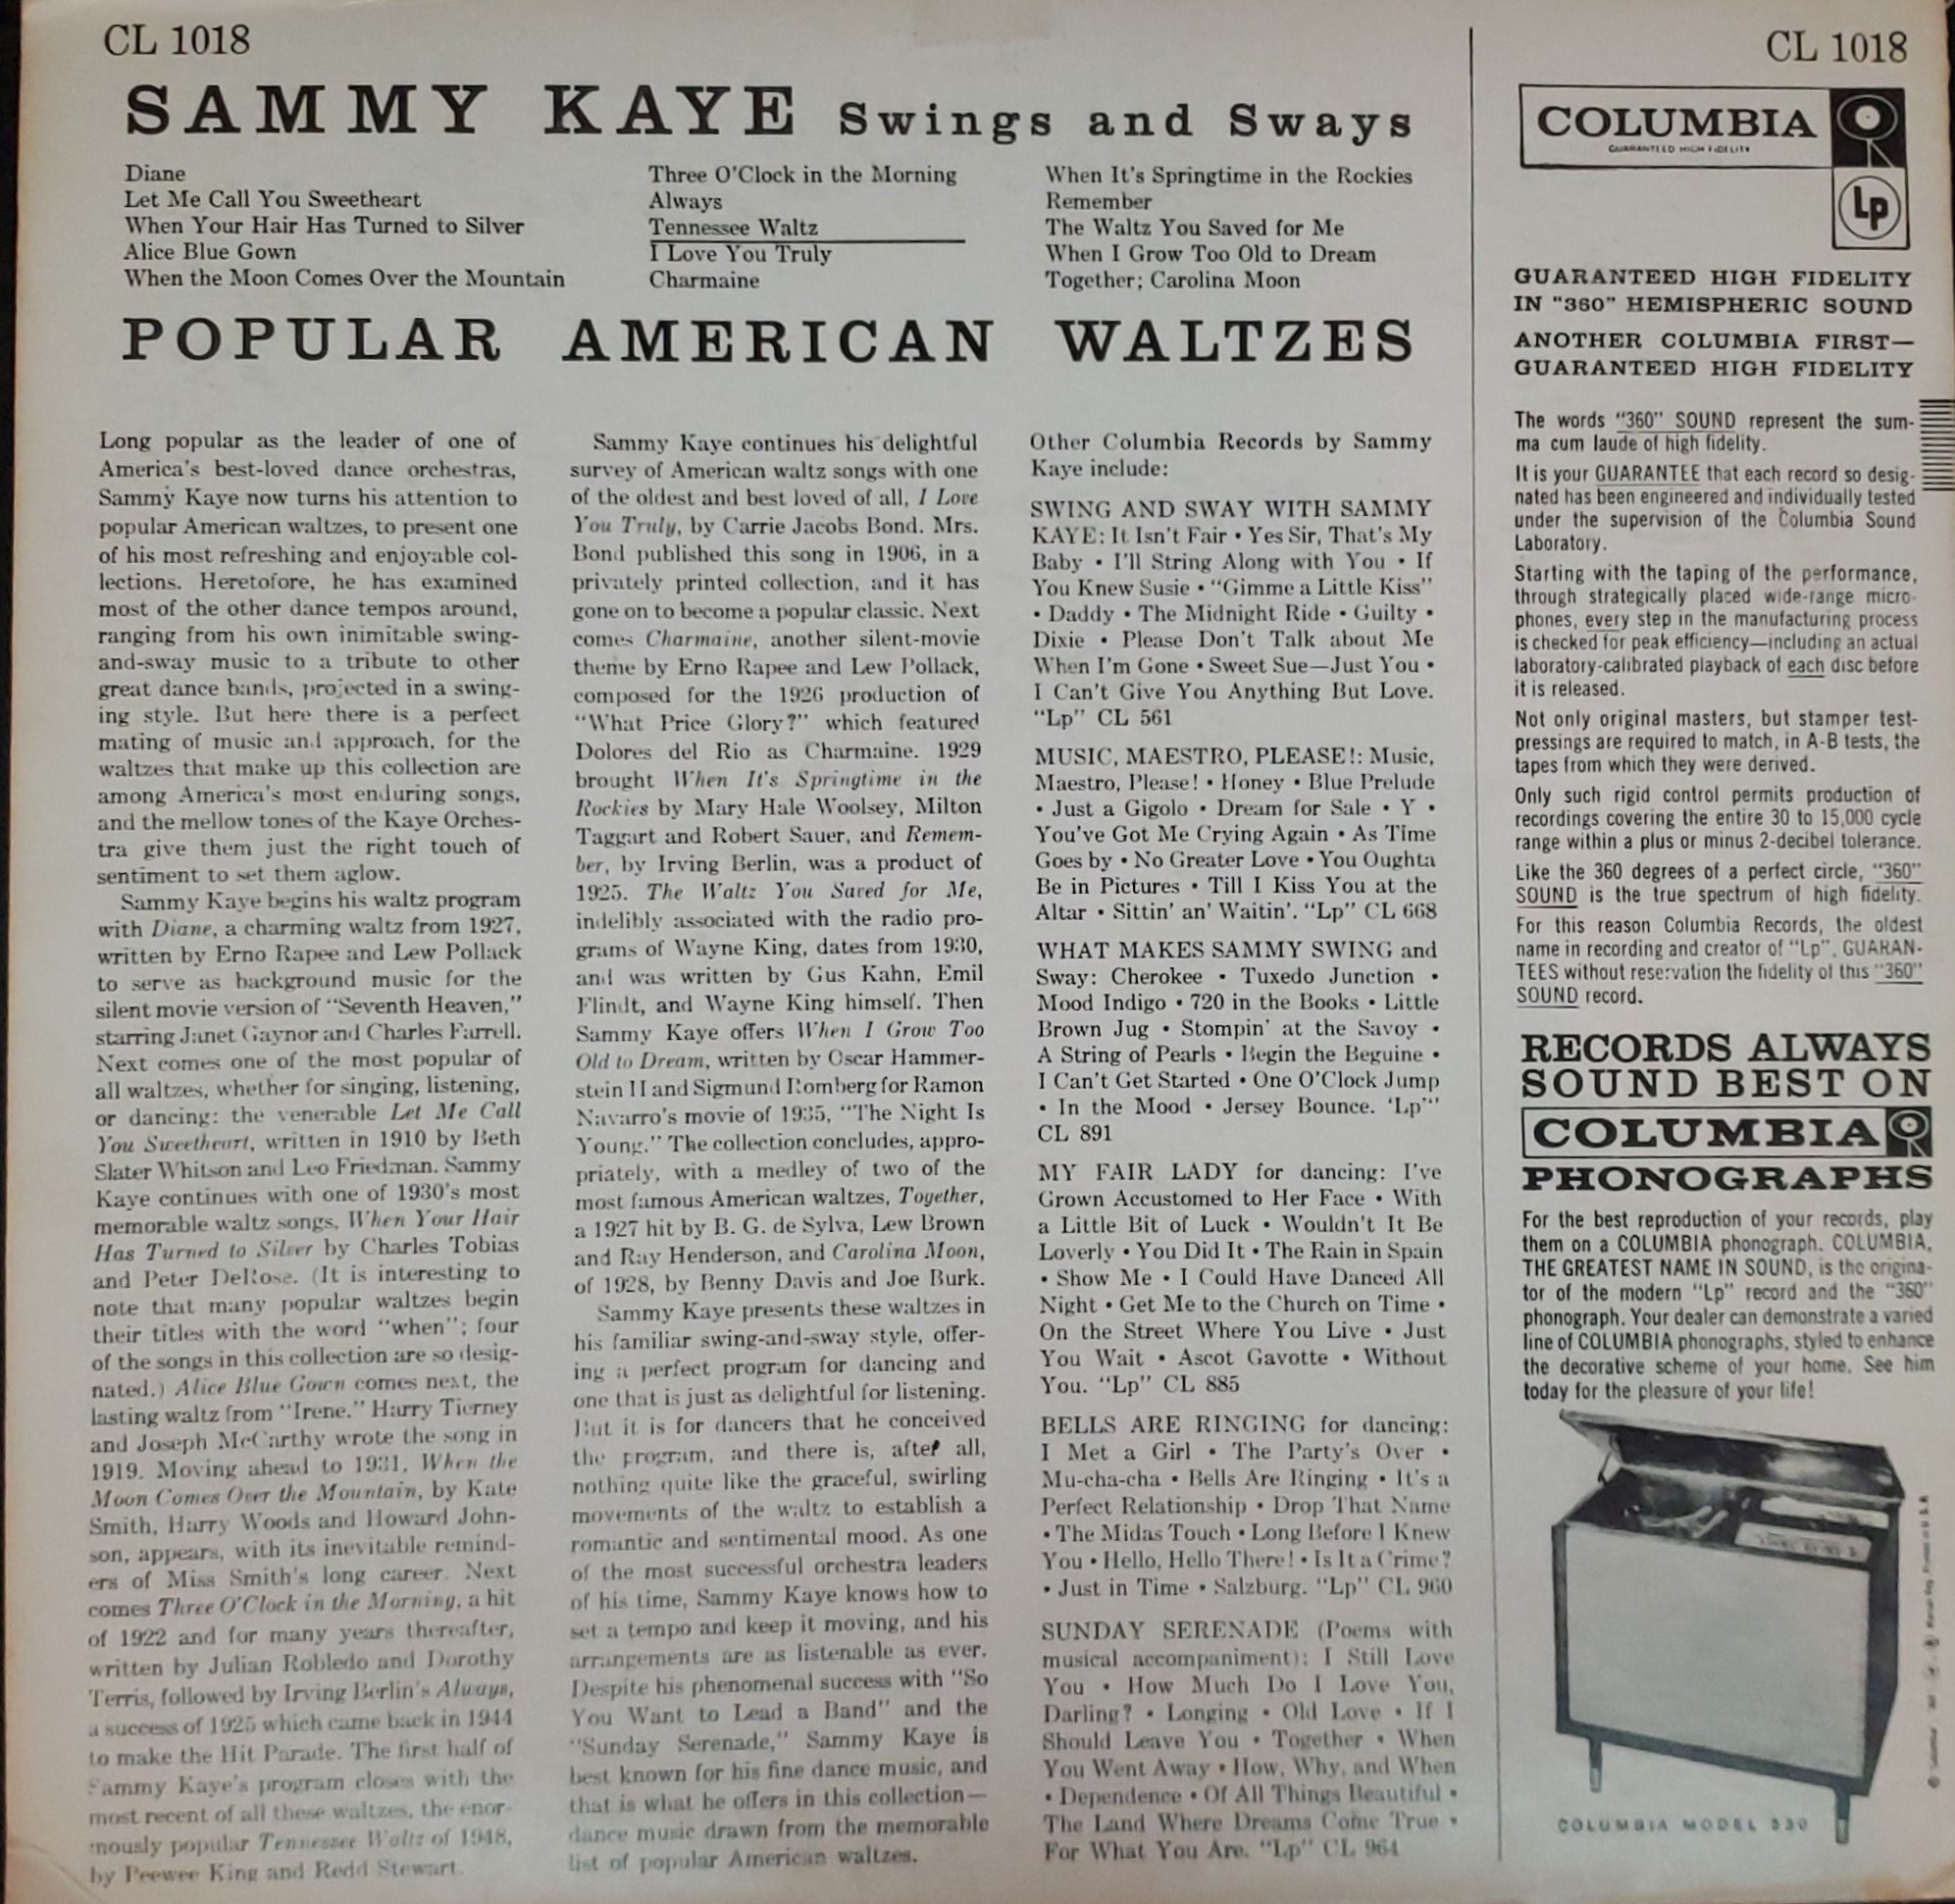 CL 1018
SAMMY KAYE Swings and Sways
Diane
Let Me Call You Sweetheart
When Your Hair Has Turned to Silver
Alice Blue Gown
When the Moon Comes Over the Mountain
Three O'Clock in the Morning
Always
Tennessee Waltz
I Love You Truly
Charmaine
When It's Springtime in the Rockies
Remember
The Waltz You Saved for Me
When I Grow Too Old to Dream
Together; Carolina Moon
POPULAR AMERICAN WALTZES
Long popular as the leader of one of
America's best-loved dance orchestras,
Sammy Kaye now turns his attention to
popular American waltzes, to present one
of his most refreshing and enjoyable col-
lections. Heretofore, he has examined
most of the other dance tempos around,
ranging from his own inimitable swing-
and-sway music to a tribute to other
great dance bands, projected in a swing-
ing style. But here there is a perfect
mating of music and approach, for the
waltzes that make up this collection are
among America's most enduring songs,
and the mellow tones of the Kaye Orches-
tra give them just the right touch of
sentiment to set them aglow.
Sammy Kaye begins his waltz program
with Diane, a charming waltz from 1927,
written by Erno Rapee and Lew Pollack
to serve as background music for the
silent movie version of "Seventh Heaven,"
starring Janet Gaynor and Charles Farrell.
Next comes one of the most popular of
all waltzes, whether for singing, listening,
or dancing: the venerable Let Me Call
You Sweetheart, written in 1910 by Beth
Slater Whitson and Leo Friedman. Sammy
Kaye continues with one of 1930's most
memorable waltz songs, When Your Hair
Has Turned to Silver by Charles Tobias
and Peter DeRose. (It is interesting to
note that many popular waltzes begin
their titles with the word "when"; four
of the songs in this collection are so desig-
nated.) Alice Blue Gown comes next, the
lasting waltz from "Irene." Harry Tierney
and Joseph McCarthy wrote the song in
1919. Moving ahead to 1931, When the
Moon Comes Over the Mountain, by Kate
Smith, Harry Woods and Howard John-
son, appears, with its inevitable remind-
ers of Miss Smith's long career. Next
comes Three O'Clock in the Morning, a hit
of 1922 and for many years thereafter,
written by Julian Robledo and Dorothy
Terris, followed by Irving Berlin's Always,
a success of 1925 which came back in 1944
to make the Hit Parade. The first half of
Sammy Kaye's program closes with the
most recent of all these waltzes, the enor-
mously popular Tennessee Waltz of 1948,
by Peewee King and Redd Stewart.
Sammy Kaye continues his delightful
survey of American waltz songs with one
of the oldest and best loved of all, I Love
You Truly, by Carrie Jacobs Bond. Mrs.
Bond published this song in 1906, in a
privately printed collection, and it has
gone on to become a popular classic. Next
comes Charmaine, another silent-movie
theme by Erno Rapee and Lew Pollack,
composed for the 1926 production of
"What Price Glory?" which featured
Dolores del Rio as Charmaine. 1929
brought When It's Springtime in the
Rockies by Mary Hale Woolsey, Milton
Taggart and Robert Sauer, and Remem-
ber, by Irving Berlin, was a product of
1925. The Waltz You Saved for Me,
indelibly associated with the radio pro-
grams of Wayne King, dates from 1930,
and was written by Gus Kahn, Emil
Flindt, and Wayne King himself. Then
Sammy Kaye offers When I Grow Too
Old to Dream, written by Oscar Hammer-
stein II and Sigmund Romberg for Ramon
Navarro's movie of 1935, "The Night Is
Young." The collection concludes, appro-
priately, with a medley of two of the
most famous American waltzes, Together,
a 1927 hit by B. G. de Sylva, Lew Brown
and Ray Henderson, and Carolina Moon,
of 1928, by Benny Davis and Joe Burk.
Sammy Kaye presents these waltzes in
his familiar swing-and-sway style, offer-
ing a perfect program for dancing and
one that is just as delightful for listening.
But it is for dancers that he conceived
the program, and there is, after all,
nothing quite like the graceful, swirling
movements of the waltz to establish a
romantic and sentimental mood. As one
of the most successful orchestra leaders
of his time, Sammy Kaye knows how to
set a tempo and keep it moving, and his
arrangements are as listenable as ever.
Despite his phenomenal success with "So
You Want to Lead a Band" and the
"Sunday Serenade," Sammy Kaye is
best known for his fine dance music, and
that is what he offers in this collection—
dance music drawn from the memorable
list of popular American waltzes.
Other Columbia Records by Sammy
Kaye include:
SWING AND SWAY WITH SAMMY
KAYE: It Isn't Fair • Yes Sir, That's My
Baby • I'll String Along with You • If
You Knew Susie • "Gimme a Little Kiss"
• Daddy • The Midnight Ride • Guilty •
Dixie • Please Don't Talk about Me
When I'm Gone • Sweet Sue—Just You •
I Can't Give You Anything But Love.
"Lp" CL 561
MUSIC, MAESTRO, PLEASE!: Music,
Maestro, Please! • Honey • Blue Prelude
• Just a Gigolo • Dream for Sale • Y •
You've Got Me Crying Again • As Time
Goes by • No Greater Love • You Oughta
Be in Pictures • Till I Kiss You at the
Altar • Sittin' an' Waitin'. "Lp" CL 668
WHAT MAKES SAMMY SWING and
Sway: Cherokee • Tuxedo Junction •
Mood Indigo • 720 in the Books • Little
Brown Jug • Stompin' at the Savoy •
A String of Pearls • Begin the Beguine •
I Can't Get Started • One O'Clock Jump
• In the Mood • Jersey Bounce. 'Lp"'
CL 891
MY FAIR LADY for dancing: I've
Grown Accustomed to Her Face • With
a Little Bit of Luck • Wouldn't It Be
Loverly • You Did It • The Rain in Spain
• Show Me • I Could Have Danced All
Night • Get Me to the Church on Time •
On the Street Where You Live • Just
You Wait • Ascot Gavotte • Without
You. "Lp" CL 885
BELLS ARE RINGING for dancing:
I Met a Girl • The Party's Over •
Mu-cha-cha • Bells Are Ringing • It's a
Perfect Relationship • Drop That Name
• The Midas Touch • Long Before I Knew
You • Hello, Hello There! • Is It a Crime?
• Just in Time • Salzburg. "Lp" CL 960
SUNDAY SERENADE (Poems with
musical accompaniment): I Still Love
You • How Much Do I Love You,
Darling? • Longing • Old Love • If I
Should Leave You • Together • When
You Went Away • How, Why, and When
• Dependence • Of All Things Beautiful •
The Land Where Dreams Come True •
For What You Are. "Lp" CL 964
CL 1018
COLUMBIA
GUARANTEED HIGH FIDELITY
Lp
GUARANTEED HIGH FIDELITY
IN "360" HEMISPHERIC SOUND
ANOTHER COLUMBIA FIRST—
GUARANTEED HIGH FIDELITY
The words "360" SOUND represent the sum-
ma cum laude of high fidelity.
It is your GUARANTEE that each record so desig-
nated has been engineered and individually tested
under the supervision of the Columbia Sound
Laboratory.
Starting with the taping of the performance,
through strategically placed wide-range micro-
phones, every step in the manufacturing process
is checked for peak efficiency—including an actual
laboratory-calibrated playback of each disc before
it is released.
Not only original masters, but stamper test-
pressings are required to match, in A-B tests, the
tapes from which they were derived.
Only such rigid control permits production of
recordings covering the entire 30 to 15,000 cycle
range within a plus or minus 2-decibel tolerance.
Like the 360 degrees of a perfect circle, "360"
SOUND is the true spectrum of high fidelity.
For this reason Columbia Records, the oldest
name in recording and creator of "Lp", GUARAN-
TEES without reservation the fidelity of this "360"
SOUND record.
RECORDS ALWAYS
SOUND BEST ON
COLUMBIA
PHONOGRAPHS
For the best reproduction of your records, play
them on a COLUMBIA phonograph. COLUMBIA,
THE GREATEST NAME IN SOUND, is the origina-
tor of the modern "Lp" record and the "360"
phonograph. Your dealer can demonstrate a varied
line of COLUMBIA phonographs, styled to enhance
the decorative scheme of your home. See him
today for the pleasure of your life!
COLUMBIA MODEL 530